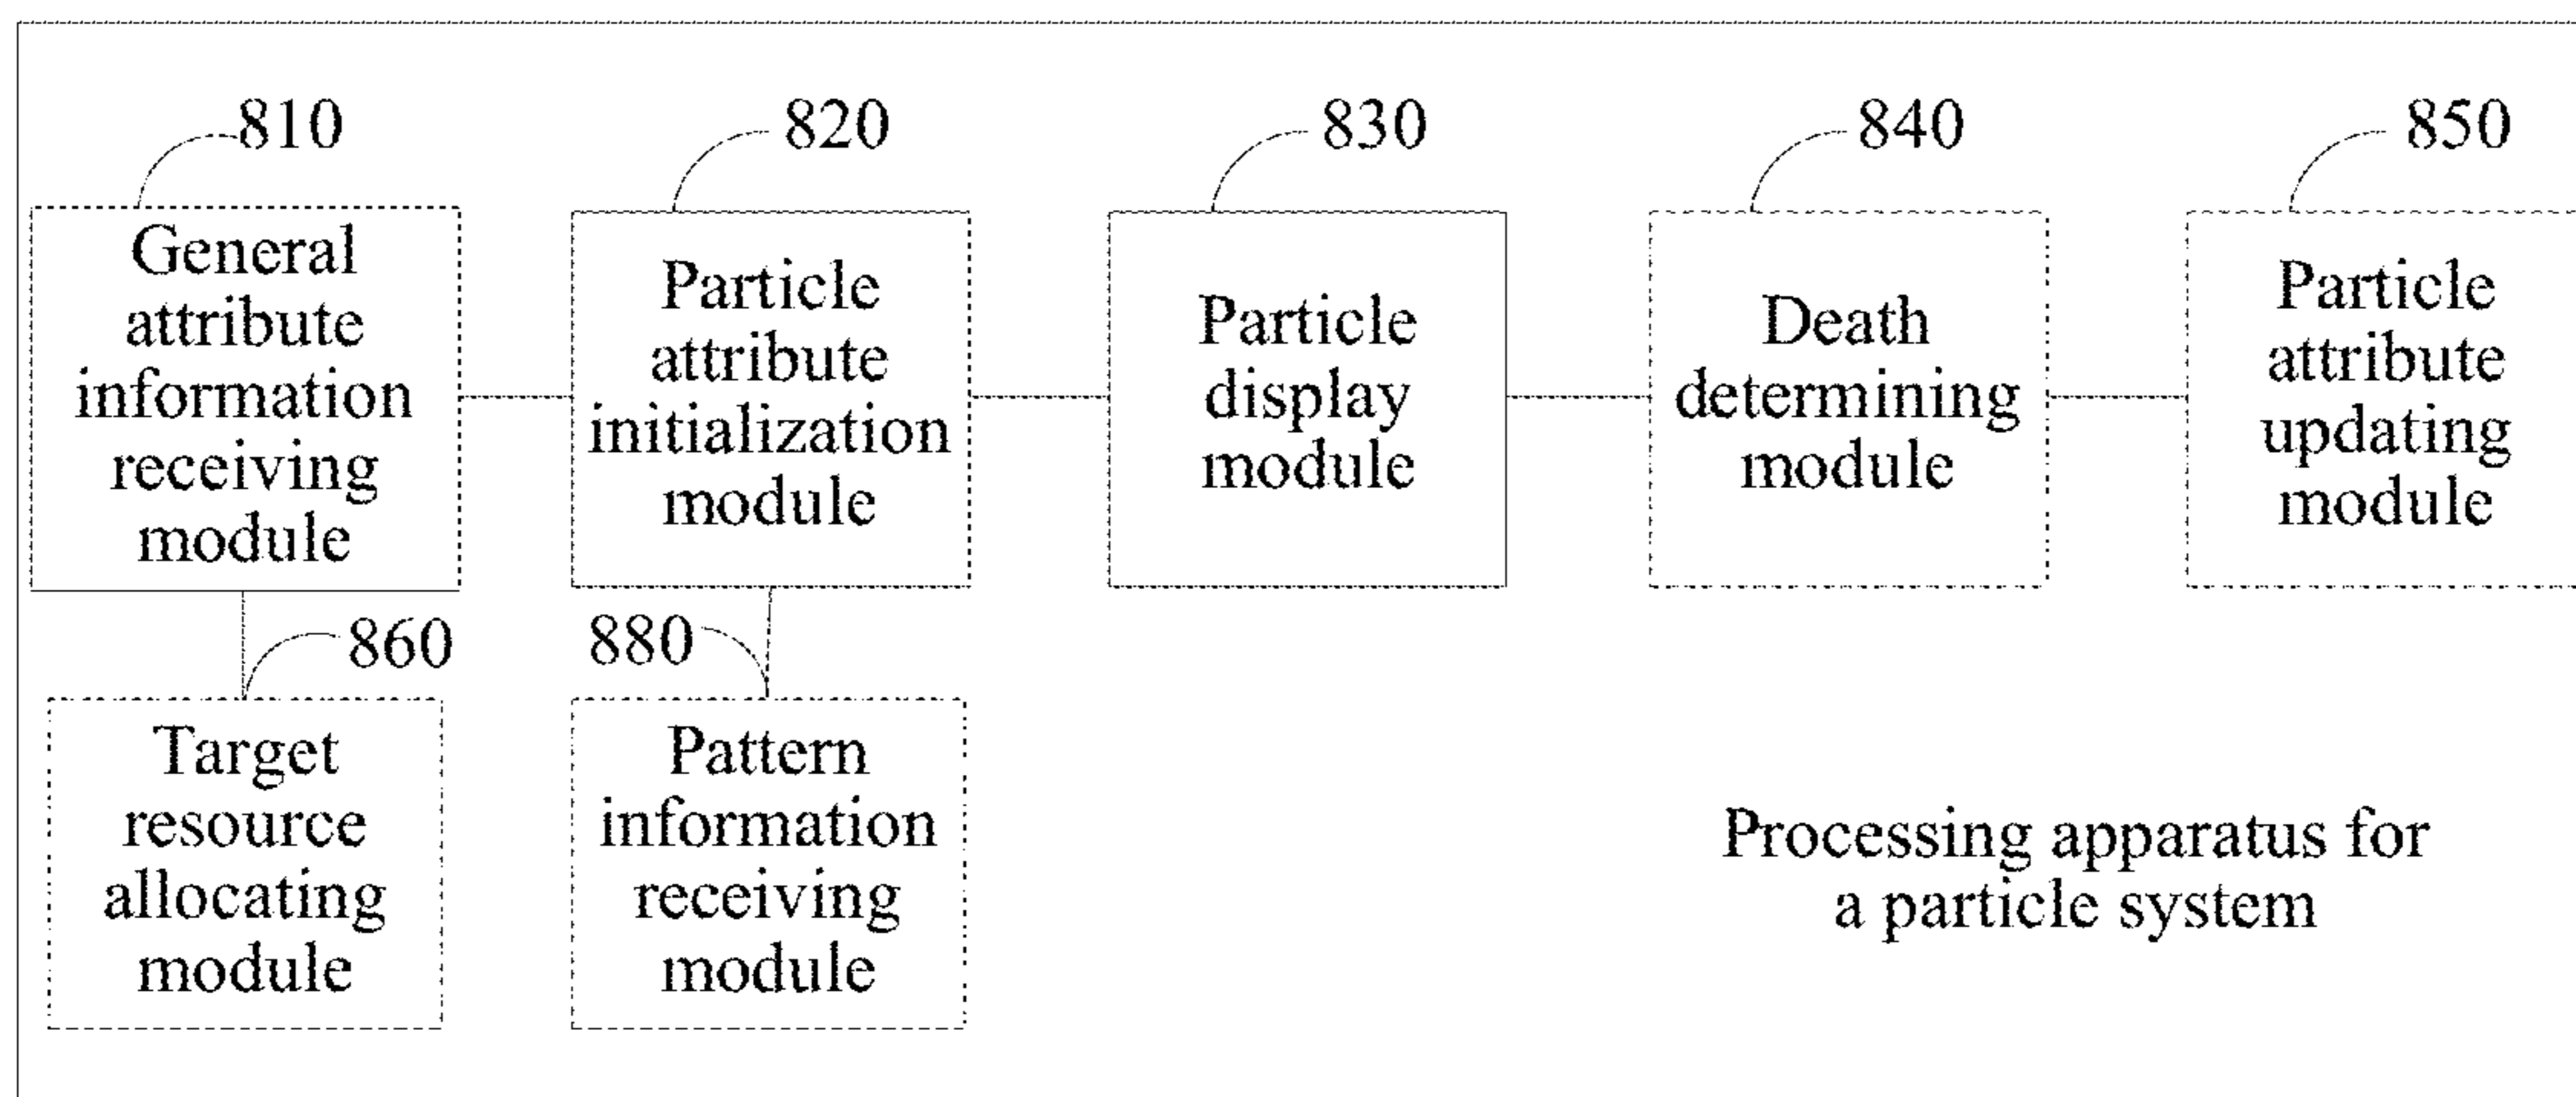 810
820
830
840
850
General
attribute
information
receiving
module
Particle
attribute
initialization
module
Particle
display
module
Death
determining
module
Particle
attribute
updating
module
860
880
Target
resource
allocating
module
Pattern
information
receiving
module
Processing apparatus for
a particle system